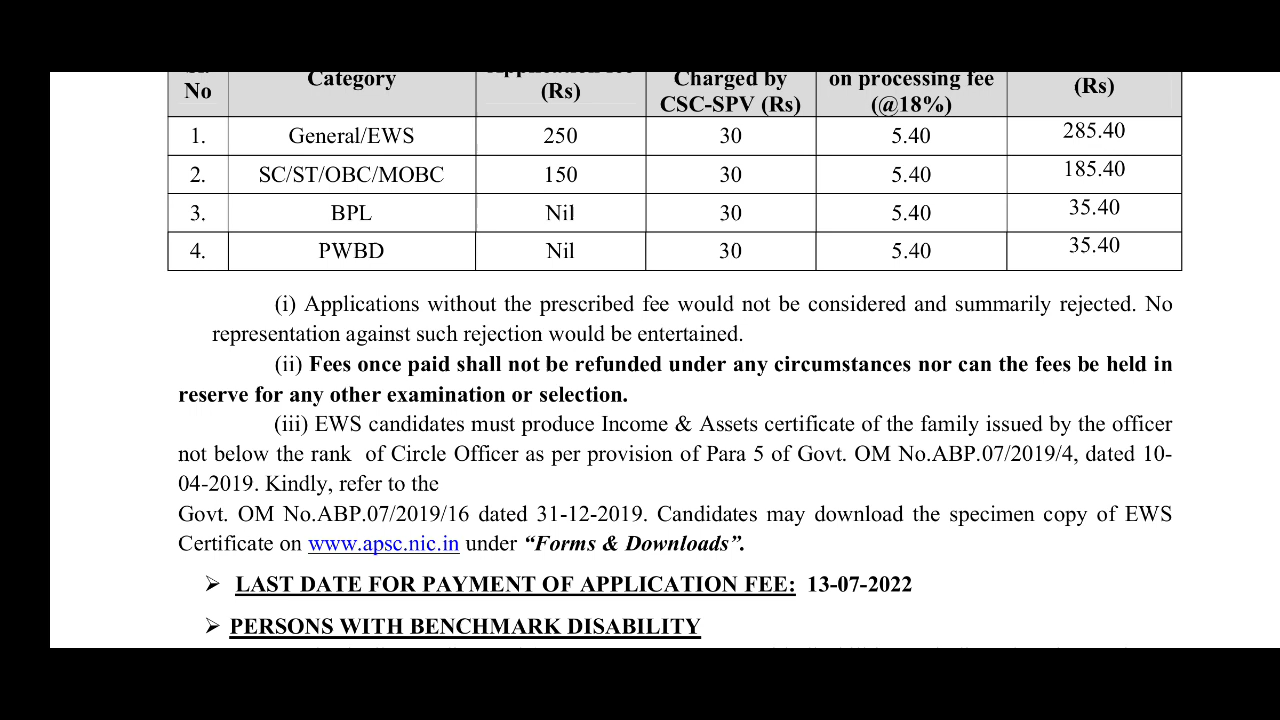 No Category (Rs) Charged by CSC-SPV (Rs) on processing fee (@18%) (Rs)
1. General/EWS 250 30 5.40 285.40
2. SC/ST/OBC/MOBC 150 30 5.40 185.40
3. BPL Nil 30 5.40 35.40
4. PWBD Nil 30 5.40 35.40
(i) Applications without the prescribed fee would not be considered and summarily rejected. No
representation against such rejection would be entertained.
(ii) Fees once paid shall not be refunded under any circumstances nor can the fees be held in
reserve for any other examination or selection.
(iii) EWS candidates must produce Income & Assets certificate of the family issued by the officer
not below the rank of Circle Officer as per provision of Para 5 of Govt. OM No.ABP.07/2019/4, dated 10-
04-2019. Kindly, refer to the
Govt. OM No.ABP.07/2019/16 dated 31-12-2019. Candidates may download the specimen copy of EWS
Certificate on www.apsc.nic.in under “Forms & Downloads”.
➢ LAST DATE FOR PAYMENT OF APPLICATION FEE: 13-07-2022
➢ PERSONS WITH BENCHMARK DISABILITY